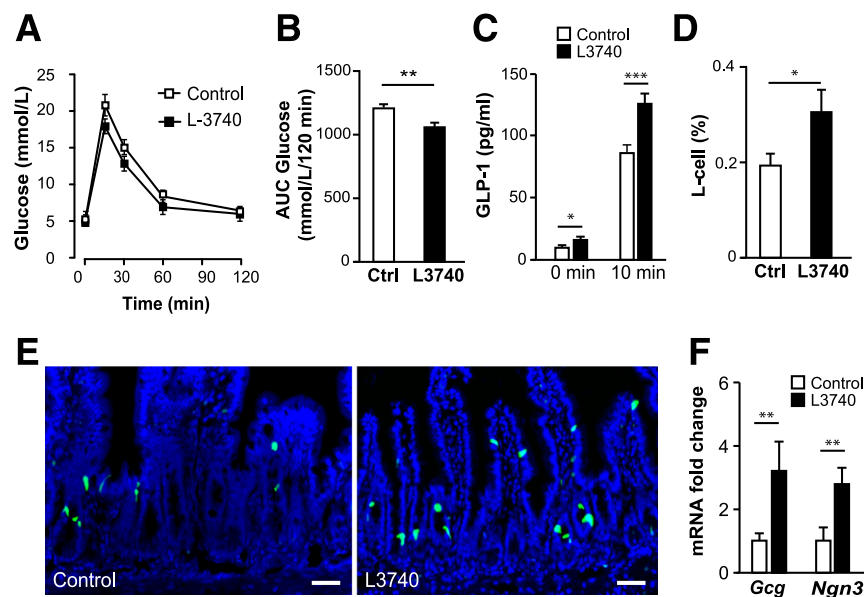 A
Glucose (mmol/L)
25
20
15
10
5
0
0
30
60
90
120
Time (min)
Control
L-3740
B
AUC Glucose
(mmol/L/120 min)
1500
1000
500
0
**
Ctrl
L3740
C
Control
L3740
GLP-1 (pg/ml)
150
100
50
0
*
***
0 min
10 min
D
L-cell (%)
0.4
0.2
0
*
Ctrl
L3740
E
Control
L3740
F
Control
L3740
mRNA fold change
6
4
2
0
**
**
Gcg
Ngn3